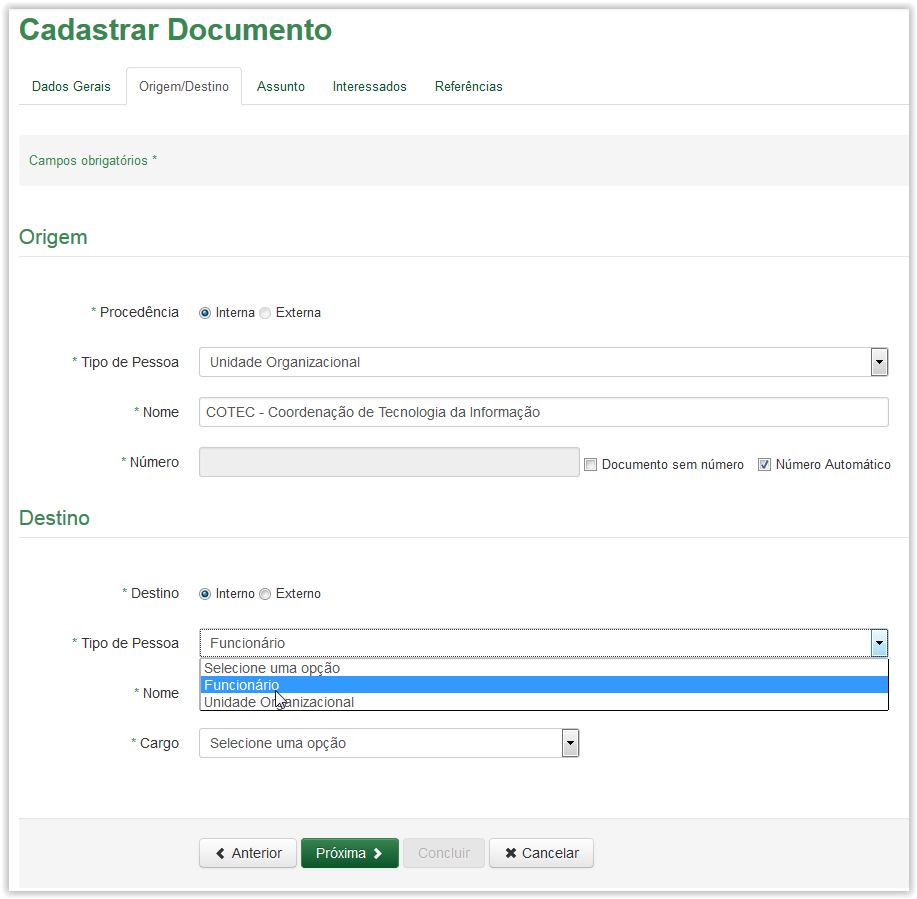 Cadastrar Documento
Dados Gerais Origem/Destino Assunto Interessados Referências
Campos obrigatórios *
Origem
* Procedência Interna Externa
* Tipo de Pessoa Unidade Organizacional
* Nome COTEC - Coordenação de Tecnologia da Informação
* Número Documento sem número Número Automático
Destino
* Destino Interno Externo
* Tipo de Pessoa Funcionário
Selecione uma opção
Funcionário
* Nome
Unidade Organizacional
* Cargo Selecione uma opção
Anterior Próxima Concluir Cancelar